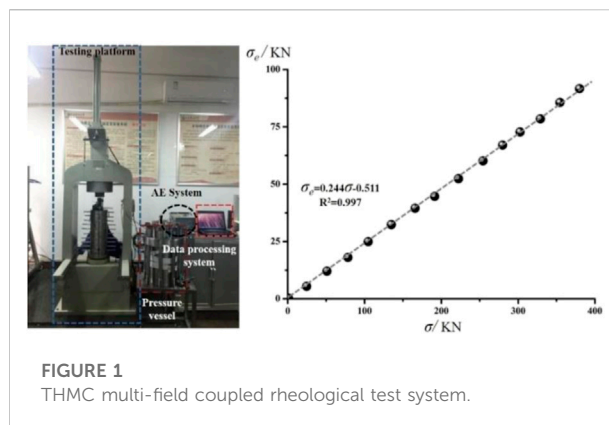 Testing platform
AE System
Data processing
system
Pressure
vessel
σₑ/ KN
100
75
50
25
0
σₑ=0.244σ-0.511
R²=0.997
0
100
200
300
400
σ/ KN
FIGURE 1
THMC multi-field coupled rheological test system.